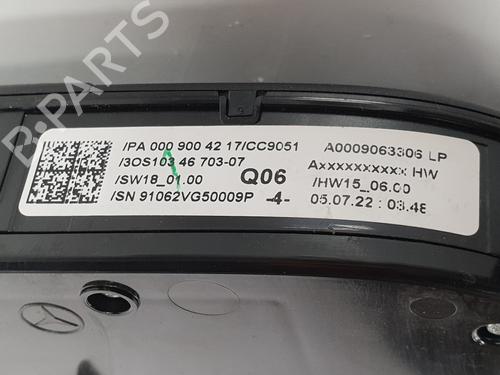 /PA 000 900 42 17/CC9051
/3OS103 46 703-07
/SW18_01.00
Q06
/SN 91062VG50009P
-4-
A0009063306 LP
Axxxxxxxxxx HW
/HW15_06.00
05.07.22 : 03.48
B-PARTS